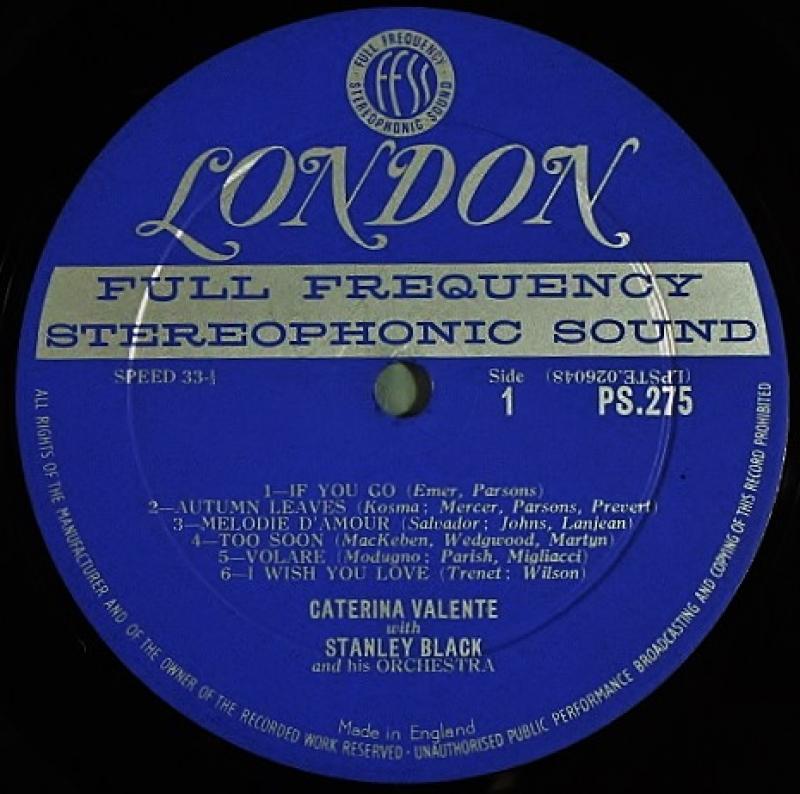 FULL FREQUENCY
FFSS
STEREOPHONIC SOUND
LONDON
FULL FREQUENCY
STEREOPHONIC SOUND
SPEED 33-⅓
Side 1
(LPSTE.026048)
PS.275
1—IF YOU GO (Emer, Parsons)
2—AUTUMN LEAVES (Kosma; Mercer, Parsons, Prevert)
3—MELODIE D'AMOUR (Salvador; Johns, Lanjean)
4—TOO SOON (MacKeben, Wedgwood, Martyn)
5—VOLARE (Modugno; Parish, Migliacci)
6—I WISH YOU LOVE (Trenet; Wilson)
CATERINA VALENTE
with
STANLEY BLACK
and his ORCHESTRA
Made in England
ALL RIGHTS OF THE MANUFACTURER AND OF THE OWNER OF THE RECORDED WORK RESERVED · UNAUTHORISED PUBLIC PERFORMANCE BROADCASTING AND COPYING OF THIS RECORD PROHIBITED